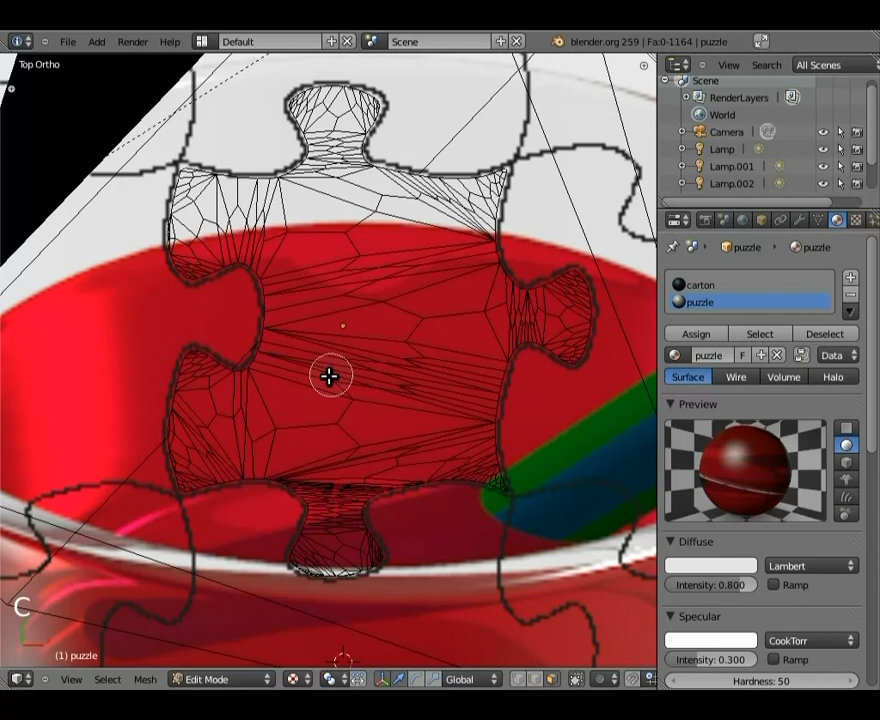 File Add Render Help Default Scene blender.org 259 | Fa:0-1164 | puzzle
Top Ortho
View Search All Scenes
Scene
RenderLayers
World
Camera
Lamp
Lamp.001
Lamp.002
puzzle puzzle
carton
puzzle
Assign Select Deselect
puzzle F Data
Surface Wire Volume Halo
Preview
Diffuse
Lambert
Intensity: 0.800 Ramp
Specular
CookTorr
Intensity: 0.300 Ramp
Hardness: 50
C
(1) puzzle
View Select Mesh Edit Mode Global